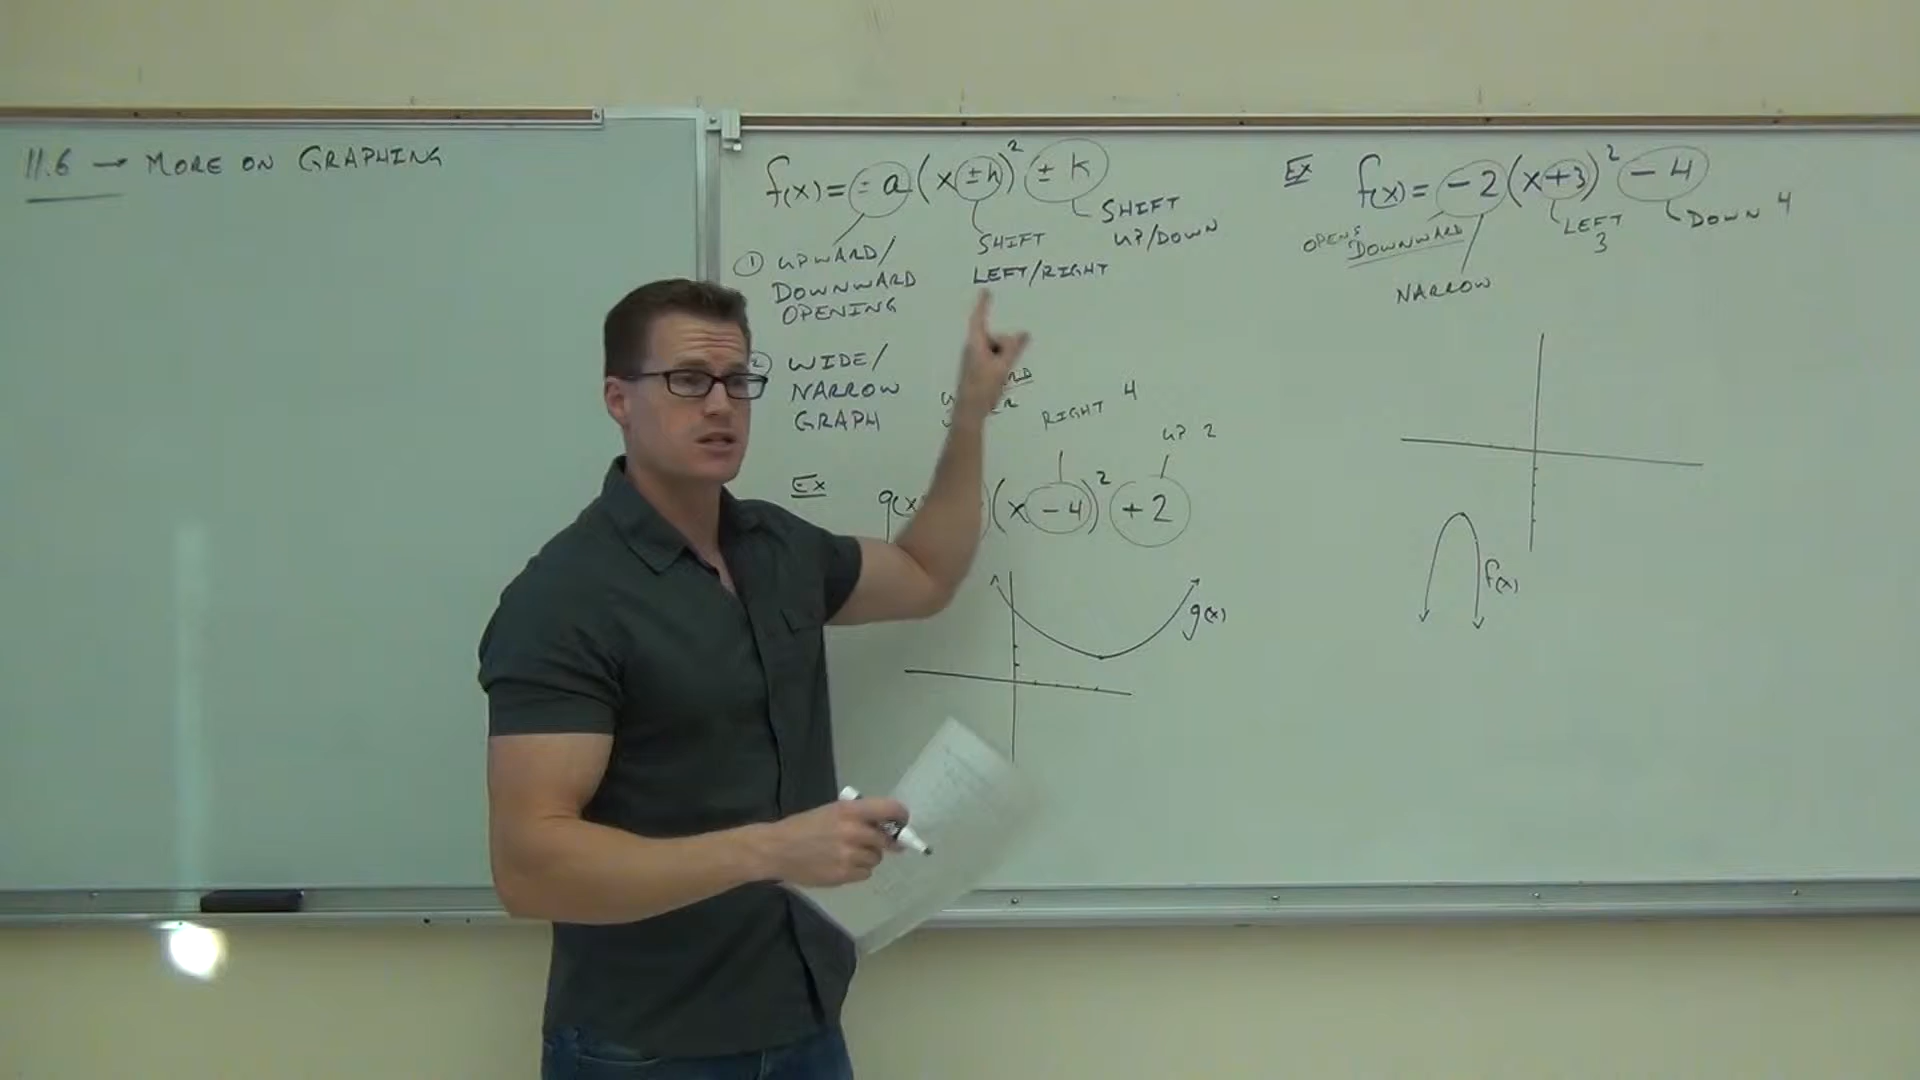 11.6 → MORE ON GRAPHING
f(x) = ± a (x ± h)² ± k
① UPWARD/
DOWNWARD
OPENING
SHIFT
LEFT/RIGHT
SHIFT
UP/DOWN
2 WIDE/
NARROW
GRAPH
RIGHT 4
UP 2
Ex
g(x (x - 4)² + 2
g(x)
Ex f(x) = -2 (x+3)² - 4
OPENS
DOWNWARD
NARROW
LEFT
3
DOWN 4
f(x)